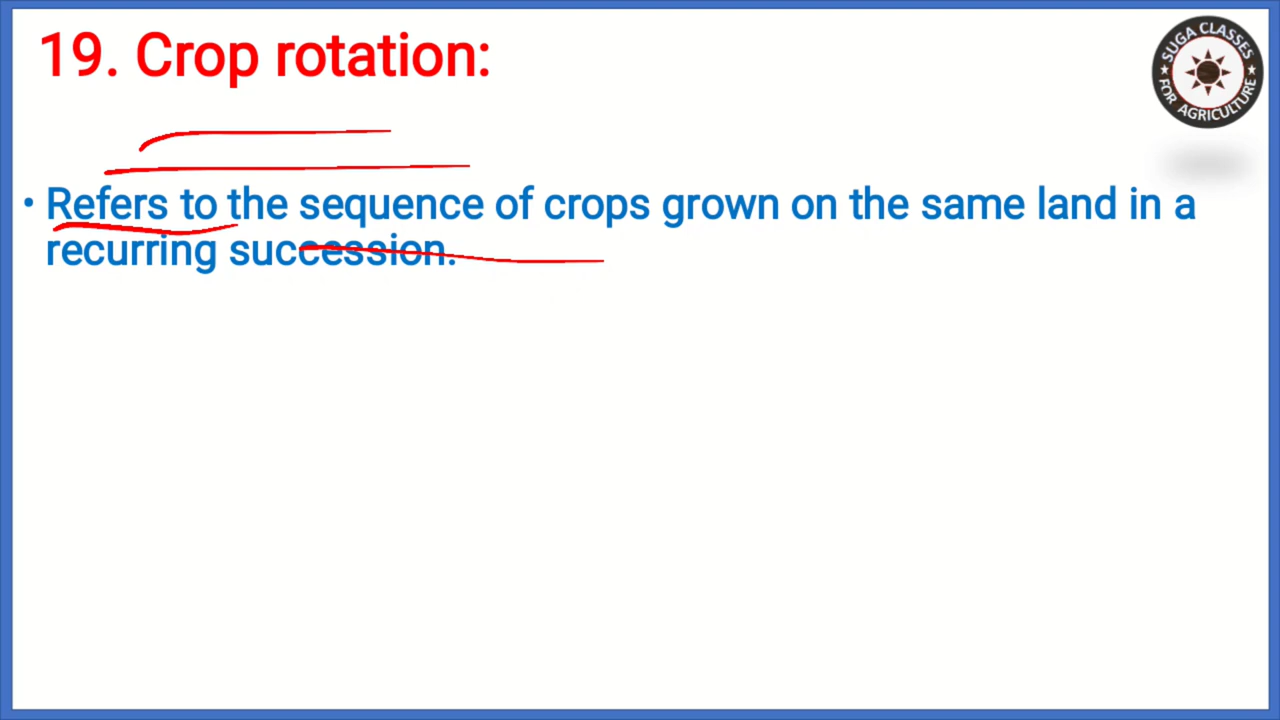 19. Crop rotation:
SUGA CLASSES
FOR AGRICULTURE
• Refers to the sequence of crops grown on the same land in a
recurring succession.